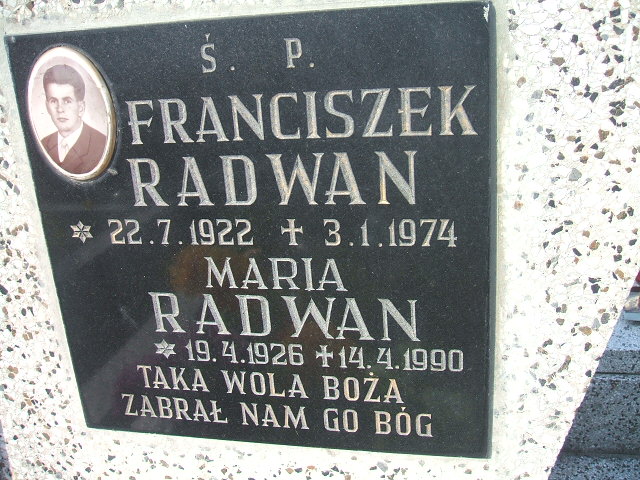 Ś. P.
FRANCISZEK
RADWAN
✡ 22.7.1922 ✝ 3.1.1974
MARIA
RADWAN
✡ 19.4.1926 ✝ 14.4.1990
TAKA WOLA BOŻA
ZABRAŁ NAM GO BÓG